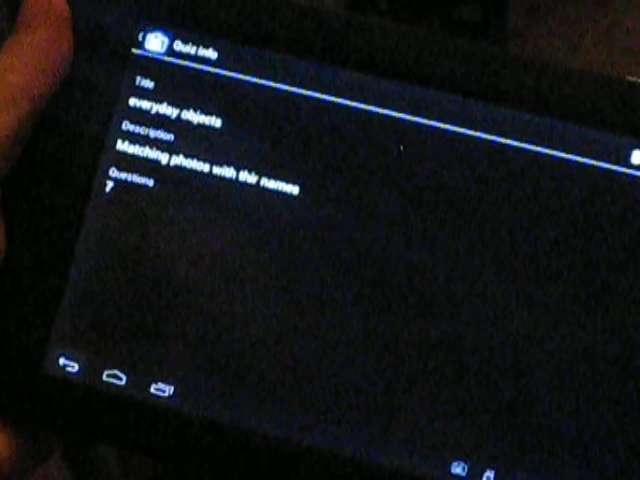 Quiz Info
Title
everyday objects
Description
Matching photos with thir names
Questions
7